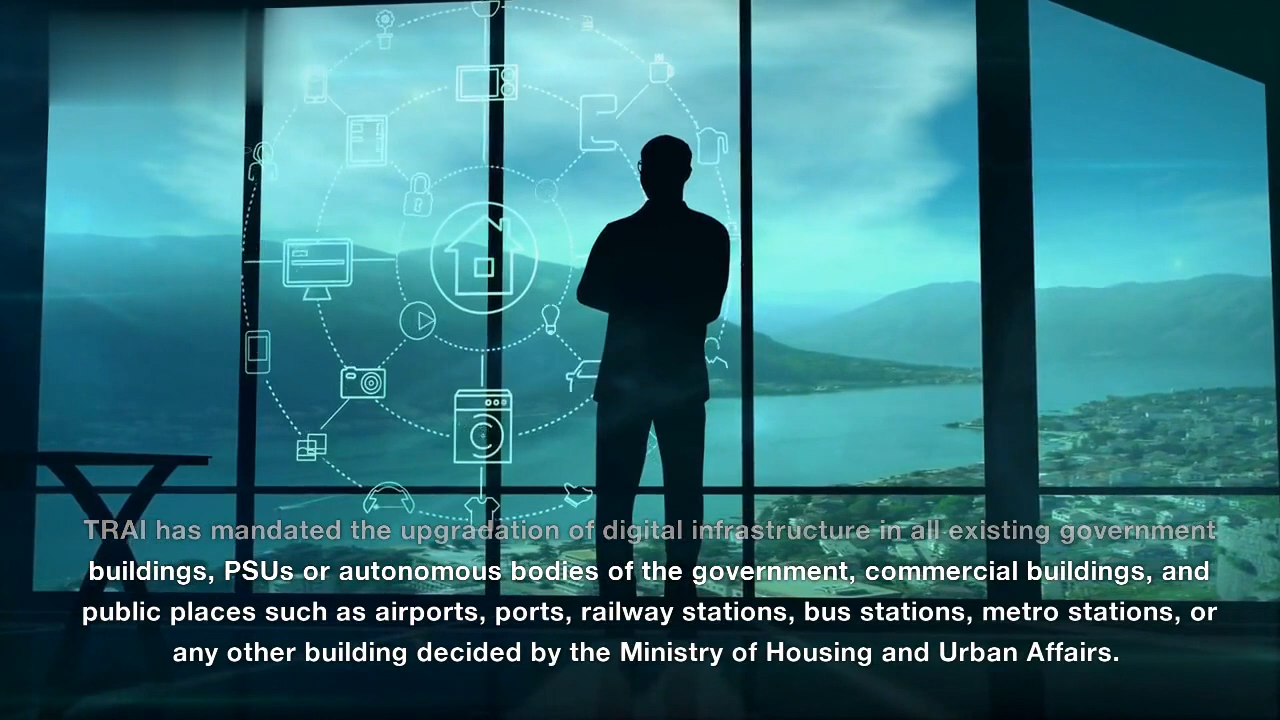 TRAI has mandated the upgradation of digital infrastructure in all existing government
buildings, PSUs or autonomous bodies of the government, commercial buildings, and
public places such as airports, ports, railway stations, bus stations, metro stations, or
any other building decided by the Ministry of Housing and Urban Affairs.